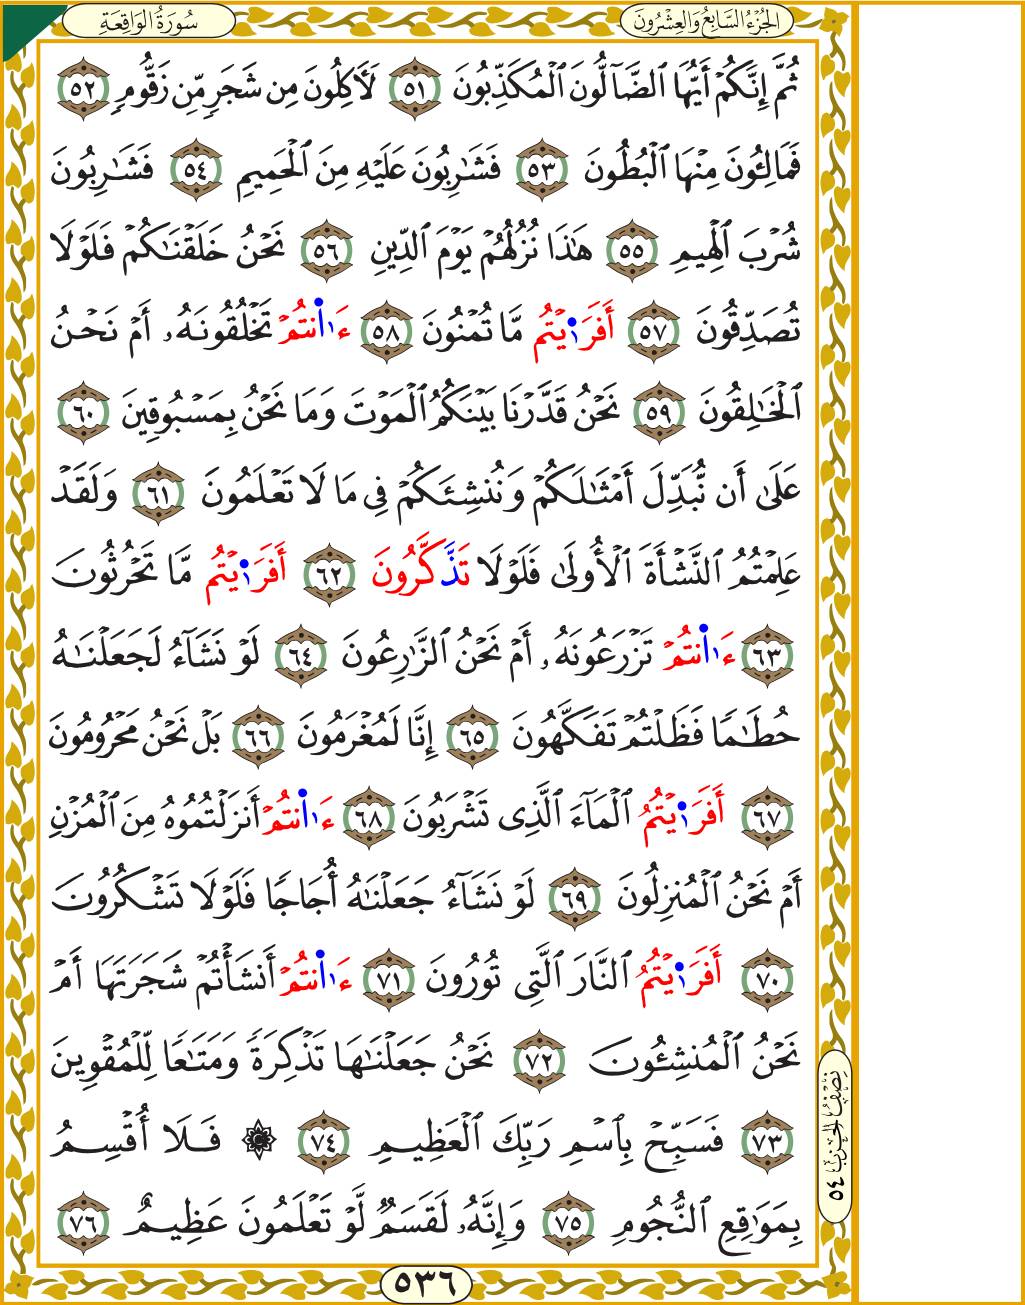 سُورَةُ الوَاقِعَةِ
الجُزْءُ السَّابِعُ وَالعِشْرُونَ
ثُمَّ إِنَّكُمۡ أَيُّهَا ٱلضَّآلُّونَ ٱلۡمُكَذِّبُونَ ٥١ لَأٓكِلُونَ مِن شَجَرٖ مِّن زَقُّومٖ ٥٢
فَمَالِـُٔونَ مِنۡهَا ٱلۡبُطُونَ ٥٣ فَشَٰرِبُونَ عَلَيۡهِ مِنَ ٱلۡحَمِيمِ ٥٤ فَشَٰرِبُونَ
شُرۡبَ ٱلۡهِيمِ ٥٥ هَٰذَا نُزُلُهُمۡ يَوۡمَ ٱلدِّينِ ٥٦ نَحۡنُ خَلَقۡنَٰكُمۡ فَلَوۡلَا
تُصَدِّقُونَ ٥٧ أَفَرَءَيۡتُم مَّا تُمۡنُونَ ٥٨ ءَاَ۬نتُمۡ تَخۡلُقُونَهُۥ أَمۡ نَحۡنُ
ٱلۡخَٰلِقُونَ ٥٩ نَحۡنُ قَدَّرۡنَا بَيۡنَكُمُ ٱلۡمَوۡتَ وَمَا نَحۡنُ بِمَسۡبُوقِينَ ٦٠
عَلَىٰٓ أَن نُّبَدِّلَ أَمۡثَٰلَكُمۡ وَنُنشِئَكُمۡ فِي مَا لَا تَعۡلَمُونَ ٦١ وَلَقَدۡ
عَلِمۡتُمُ ٱلنَّشۡأَةَ ٱلۡأُولَىٰ فَلَوۡلَا تَذَّكَّرُونَ ٦٢ أَفَرَءَيۡتُم مَّا تَحۡرُثُونَ
٦٣ ءَاَ۬نتُمۡ تَزۡرَعُونَهُۥٓ أَمۡ نَحۡنُ ٱلزَّٰرِعُونَ ٦٤ لَوۡ نَشَآءُ لَجَعَلۡنَٰهُ
حُطَٰمٗا فَظَلۡتُمۡ تَفَكَّهُونَ ٦٥ إِنَّا لَمُغۡرَمُونَ ٦٦ بَلۡ نَحۡنُ مَحۡرُومُونَ
٦٧ أَفَرَءَيۡتُمُ ٱلۡمَآءَ ٱلَّذِي تَشۡرَبُونَ ٦٨ ءَاَ۬نتُمۡ أَنزَلۡتُمُوهُ مِنَ ٱلۡمُزۡنِ
أَمۡ نَحۡنُ ٱلۡمُنزِلُونَ ٦٩ لَوۡ نَشَآءُ جَعَلۡنَٰهُ أُجَاجٗا فَلَوۡلَا تَشۡكُرُونَ
٧٠ أَفَرَءَيۡتُمُ ٱلنَّارَ ٱلَّتِي تُورُونَ ٧١ ءَاَ۬نتُمۡ أَنشَأۡتُمۡ شَجَرَتَهَآ أَمۡ
نَحۡنُ ٱلۡمُنشِـُٔونَ ٧٢ نَحۡنُ جَعَلۡنَٰهَا تَذۡكِرَةٗ وَمَتَٰعٗا لِّلۡمُقۡوِينَ
٧٣ فَسَبِّحۡ بِٱسۡمِ رَبِّكَ ٱلۡعَظِيمِ ٧٤ ۞ فَلَآ أُقۡسِمُ
بِمَوَٰقِعِ ٱلنُّجُومِ ٧٥ وَإِنَّهُۥ لَقَسَمٞ لَّوۡ تَعۡلَمُونَ عَظِيمٌ ٧٦
نِصْفُ الحِزْبِ ٥٤
٥٣٦